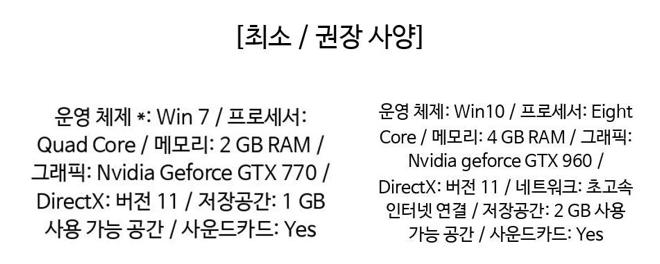 [최소 / 권장 사양]
운영 체제 *: Win 7 / 프로세서:
Quad Core / 메모리: 2 GB RAM /
그래픽: Nvidia Geforce GTX 770 /
DirectX: 버전 11 / 저장공간: 1 GB
사용 가능 공간 / 사운드카드: Yes
운영 체제: Win10 / 프로세서: Eight
Core / 메모리: 4 GB RAM / 그래픽:
Nvidia geforce GTX 960 /
DirectX: 버전 11 / 네트워크: 초고속
인터넷 연결 / 저장공간: 2 GB 사용
가능 공간 / 사운드카드: Yes